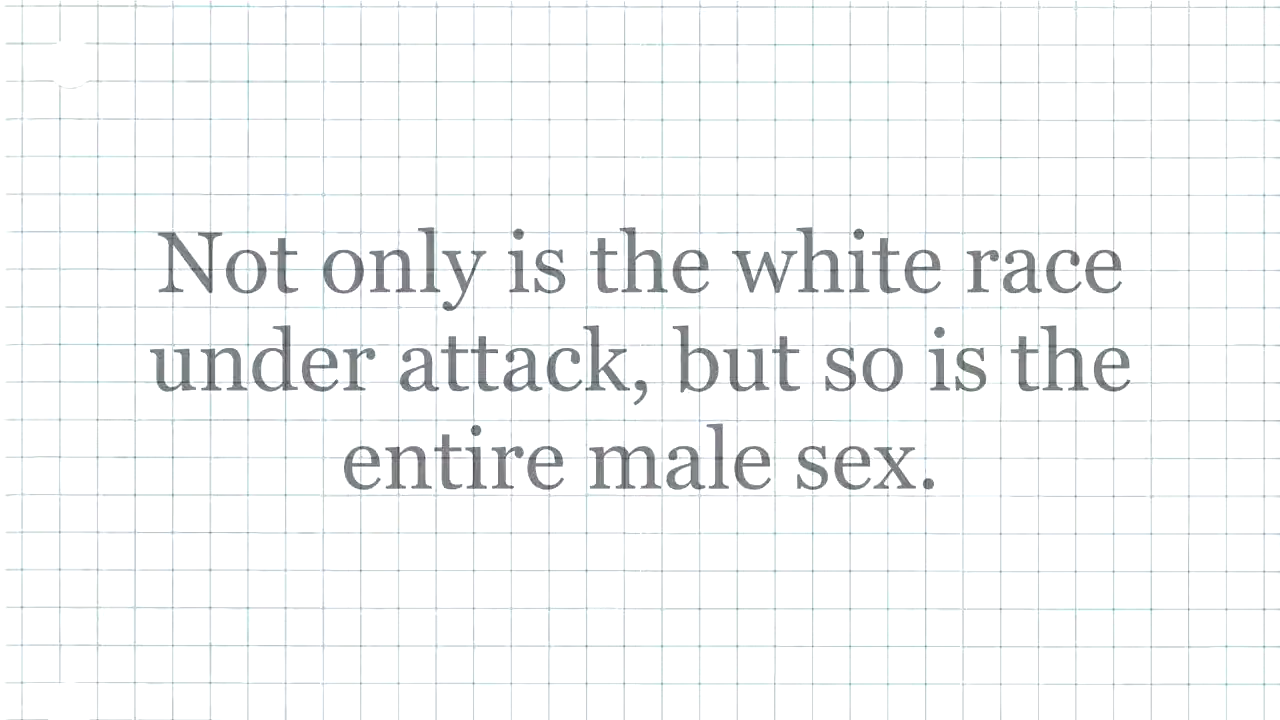 Not only is the white race
under attack, but so is the
entire male sex.